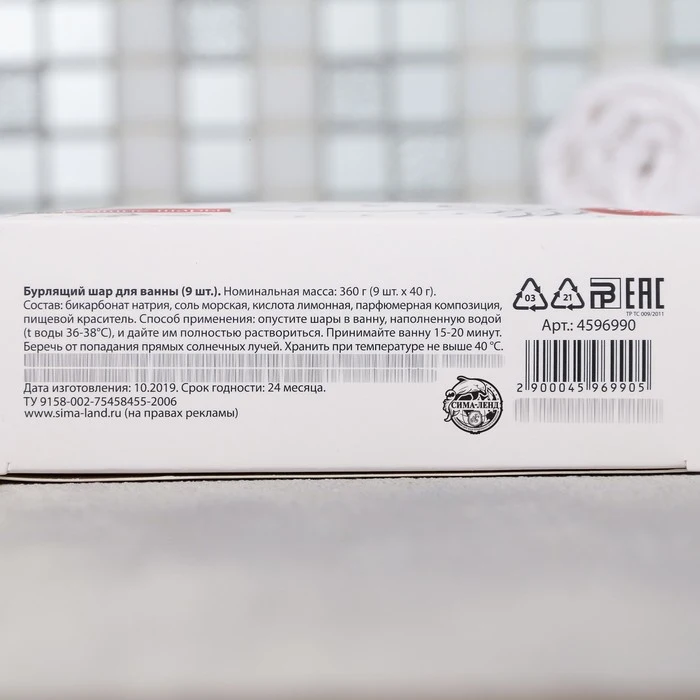 Бурлящий шар для ванны (9 шт.). Номинальная масса: 360 г (9 шт. х 40 г).
Состав: бикарбонат натрия, соль морская, кислота лимонная, парфюмерная композиция,
пищевой краситель. Способ применения: опустите шары в ванну, наполненную водой
(t воды 36-38°С), и дайте им полностью раствориться. Принимайте ванну 15-20 минут.
Беречь от попадания прямых солнечных лучей. Хранить при температуре не выше 40 °С.
Дата изготовления: 10.2019. Срок годности: 24 месяца.
ТУ 9158-002-75458455-2006
www.sima-land.ru (на правах рекламы)
СИМА-ЛЕНД
03 21 EAC
ТР ТС 009/2011
Арт.: 4596990
2 900045 969905